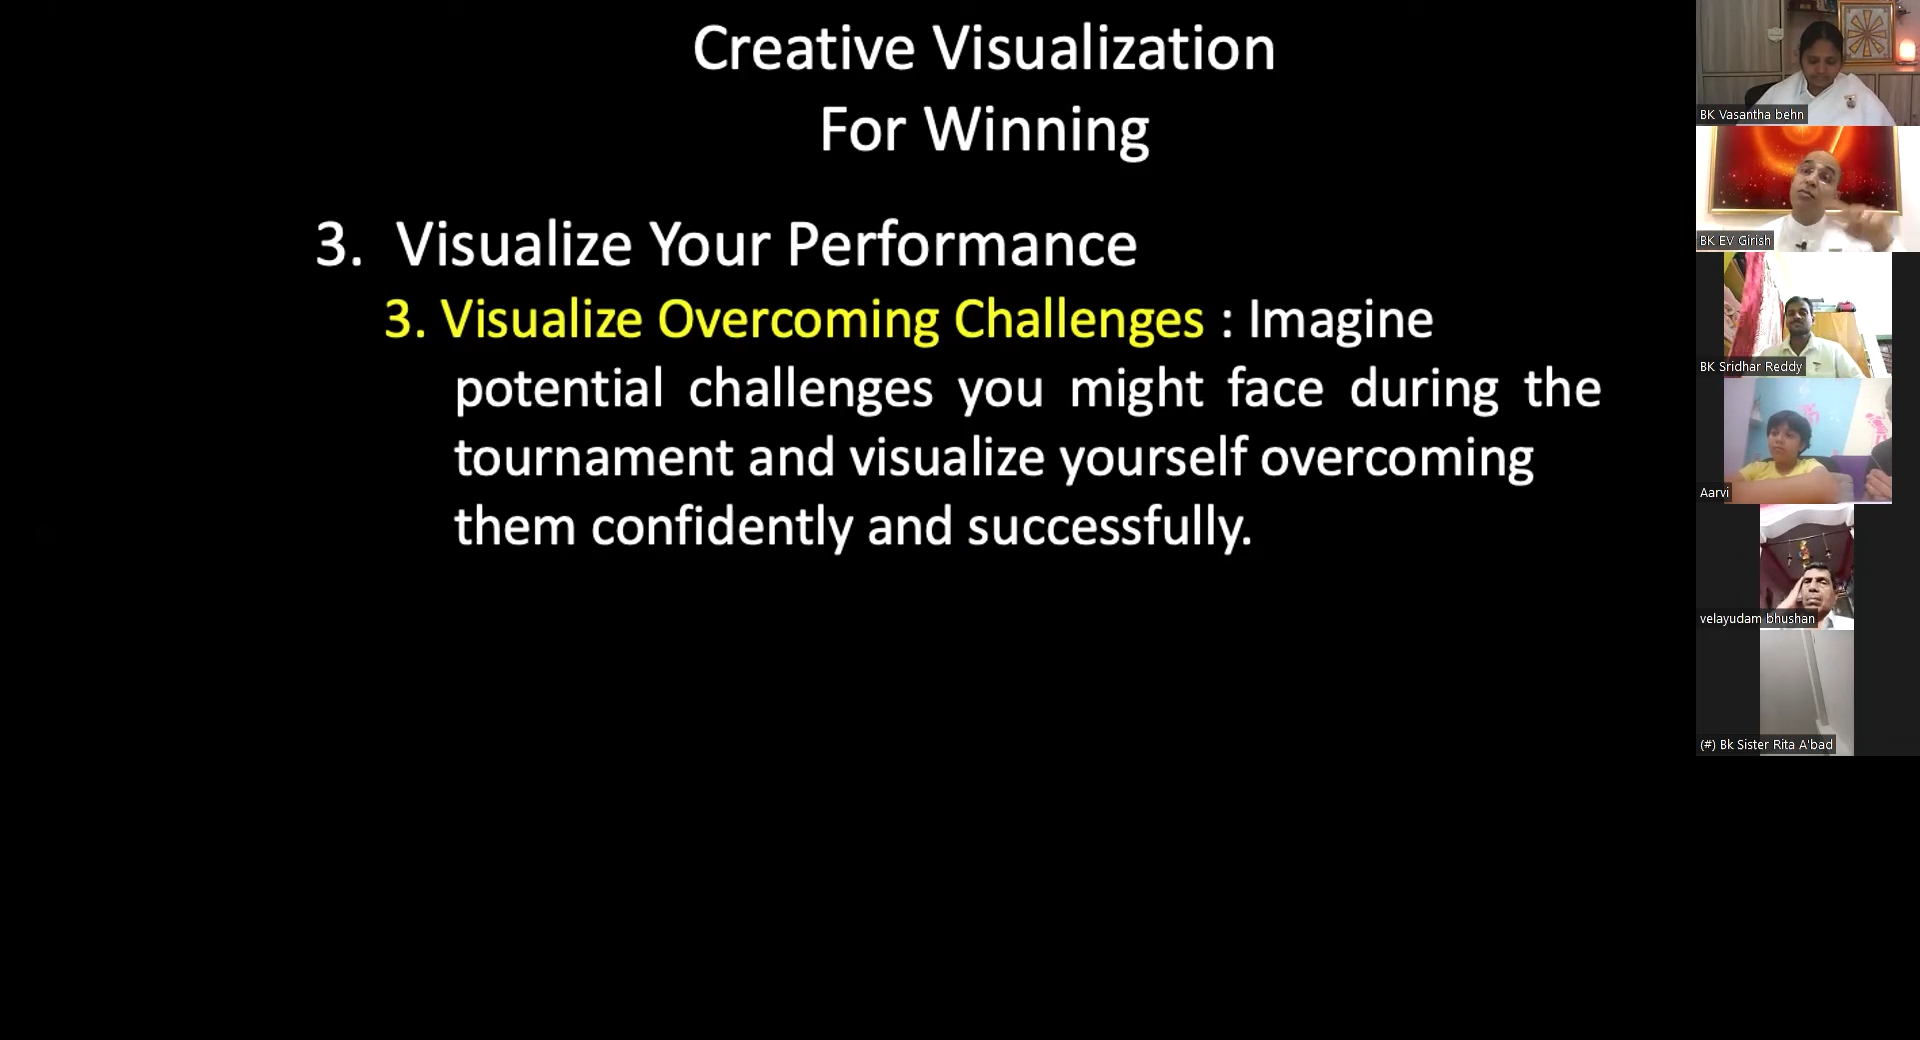 Creative Visualization
For Winning
3. Visualize Your Performance
3. Visualize Overcoming Challenges : Imagine
potential challenges you might face during the
tournament and visualize yourself overcoming
them confidently and successfully.
BK Vasantha behn
BK EV Girish
BK Sridhar Reddy
Aarvi
velayudam bhushan
(#) Bk Sister Rita A'bad